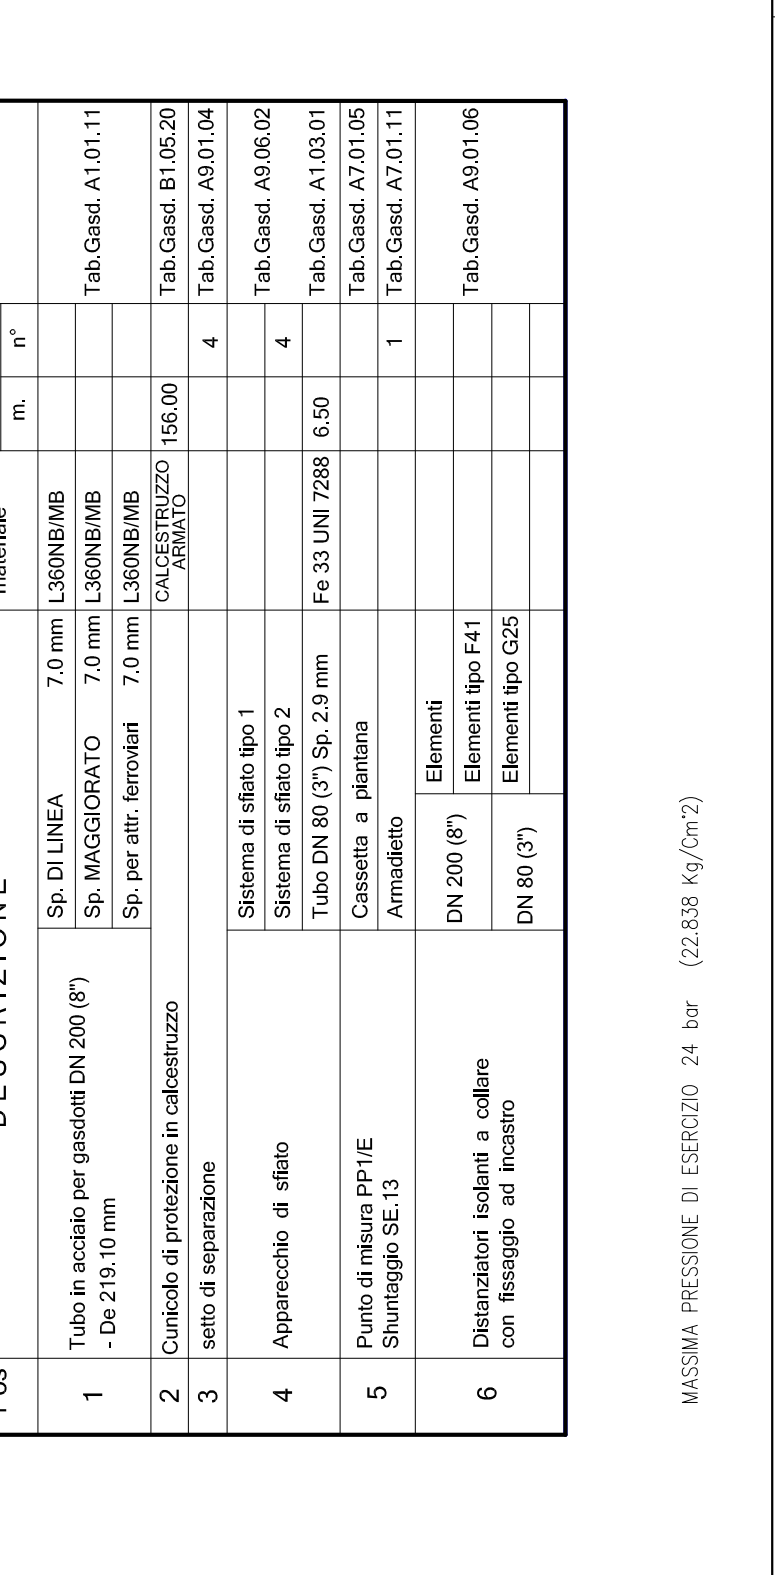 Pos DESCRIZIONE materiale m. n°
1 Tubo in acciaio per gasdotti DN 200 (8")
- De 219.10 mm
Sp. DI LINEA 7.0 mm L360NB/MB
Sp. MAGGIORATO 7.0 mm L360NB/MB Tab.Gasd. A1.01.11
Sp. per attr. ferroviari 7.0 mm L360NB/MB
2 Cunicolo di protezione in calcestruzzo CALCESTRUZZO
ARMATO 156.00 Tab.Gasd. B1.05.20
3 setto di separazione 4 Tab.Gasd. A9.01.04
4 Apparecchio di sfiato
Sistema di sfiato tipo 1 Tab.Gasd. A9.06.02
Sistema di sfiato tipo 2 4
Tubo DN 80 (3") Sp. 2.9 mm Fe 33 UNI 7288 6.50 Tab.Gasd. A1.03.01
5 Punto di misura PP1/E
Shuntaggio SE.13
Cassetta a piantana Tab.Gasd. A7.01.05
Armadietto 1 Tab.Gasd. A7.01.11
6 Distanziatori isolanti a collare
con fissaggio ad incastro
DN 200 (8") Elementi
Elementi tipo F41 Tab.Gasd. A9.01.06
DN 80 (3") Elementi tipo G25
MASSIMA PRESSIONE DI ESERCIZIO 24 bar (22.838 Kg/Cm²)